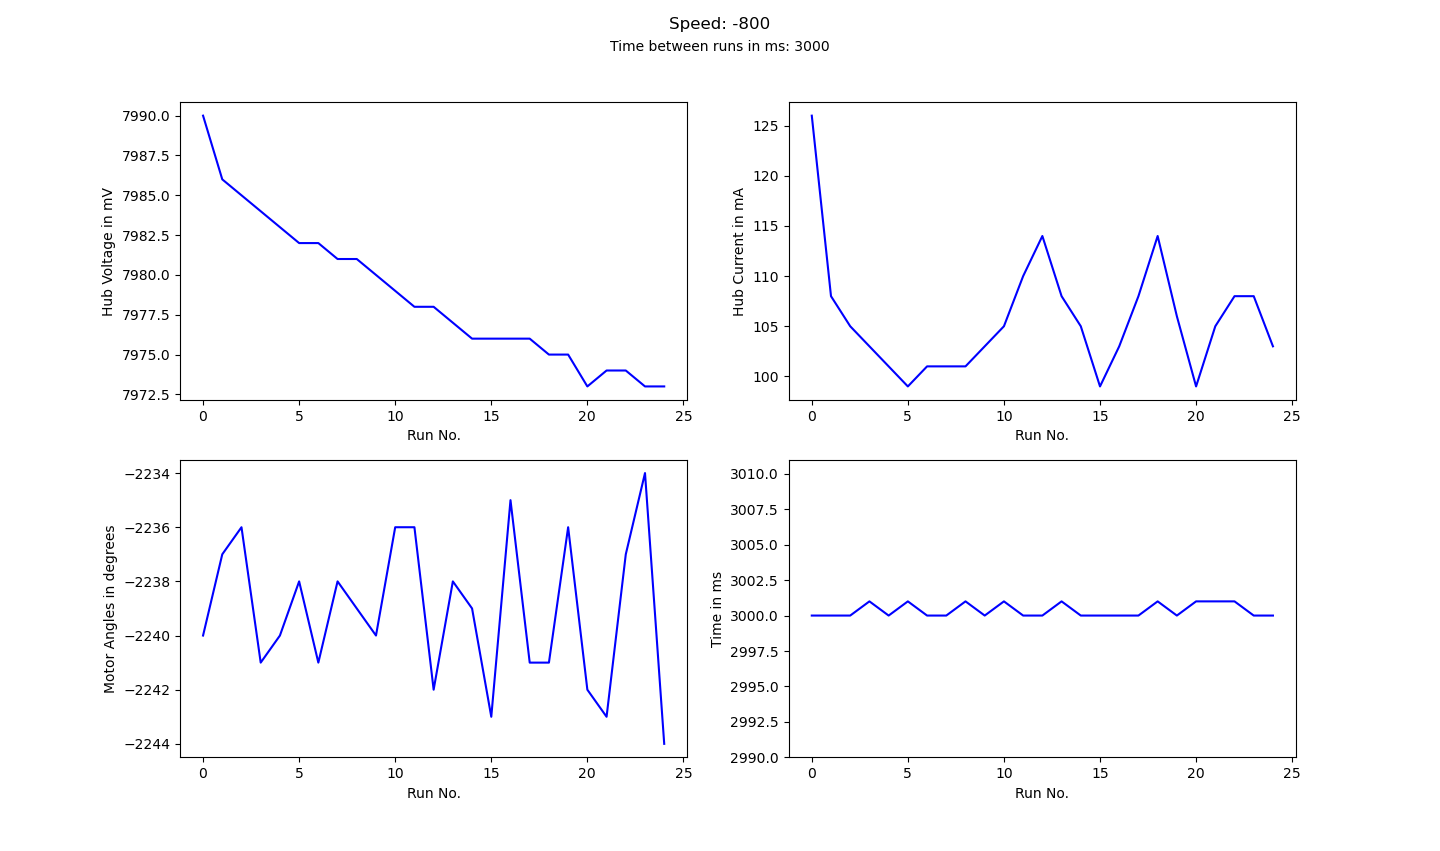 Speed: -800
Time between runs in ms: 3000
Hub Voltage in mV
7990.0
7987.5
7985.0
7982.5
7980.0
7977.5
7975.0
7972.5
0 5 10 15 20 25
Run No.
Hub Current in mA
125
120
115
110
105
100
0 5 10 15 20 25
Run No.
Motor Angles in degrees
−2234
−2236
−2238
−2240
−2242
−2244
0 5 10 15 20 25
Run No.
Time in ms
3010.0
3007.5
3005.0
3002.5
3000.0
2997.5
2995.0
2992.5
2990.0
0 5 10 15 20 25
Run No.